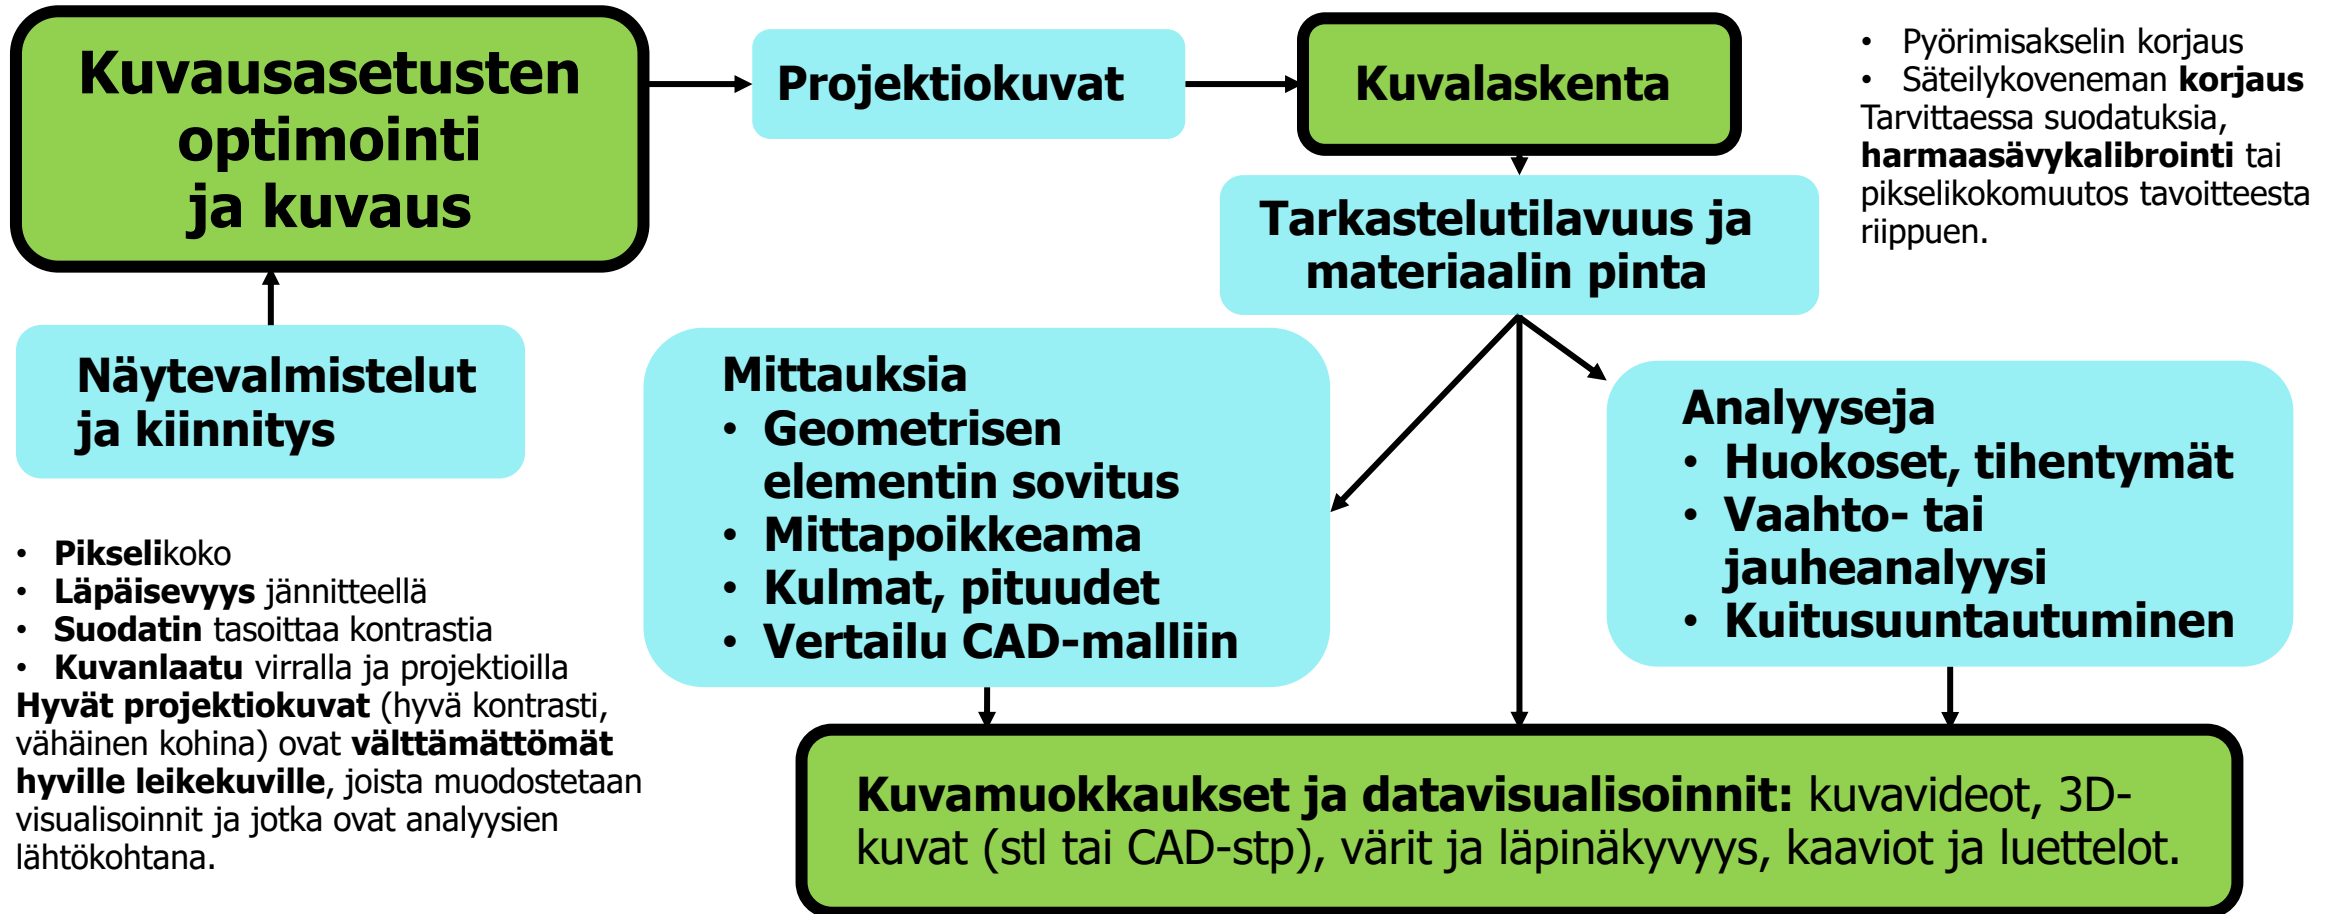 Kuvausasetusten
optimointi
ja kuvaus
Projektiokuvat
Kuvalaskenta
• Pyörimisakselin korjaus
• Säteilykoveneman korjaus
Tarvittaessa suodatuksia,
harmaasävykalibrointi tai
pikselikokomuutos tavoitteesta
riippuen.
Tarkastelutilavuus ja
materiaalin pinta
Näytevalmistelut
ja kiinnitys
Mittauksia
• Geometrisen
elementin sovitus
• Mittapoikkeama
• Kulmat, pituudet
• Vertailu CAD-malliin
Analyyseja
• Huokoset, tihentymät
• Vaahto- tai
jauheanalyysi
• Kuitusuuntautuminen
• Pikselikoko
• Läpäisevyys jännitteellä
• Suodatin tasoittaa kontrastia
• Kuvanlaatu virralla ja projektioilla
Hyvät projektiokuvat (hyvä kontrasti,
vähäinen kohina) ovat välttämättömät
hyville leikekuville, joista muodostetaan
visualisoinnit ja jotka ovat analyysien
lähtökohtana.
Kuvamuokkaukset ja datavisualisoinnit: kuvavideot, 3D-
kuvat (stl tai CAD-stp), värit ja läpinäkyvyys, kaaviot ja luettelot.